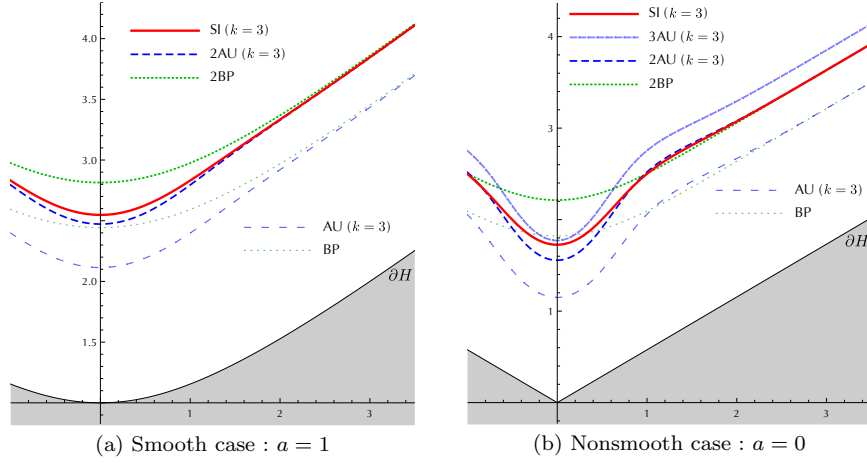 SI (k = 3)
2AU (k = 3)
2BP
AU (k = 3)
BP
∂H
4.0
3.5
3.0
2.5
2.0
1.5
1
2
3
(a) Smooth case : a = 1
SI (k = 3)
3AU (k = 3)
2AU (k = 3)
2BP
AU (k = 3)
BP
∂H
4
3
1
1
2
3
(b) Nonsmooth case : a = 0